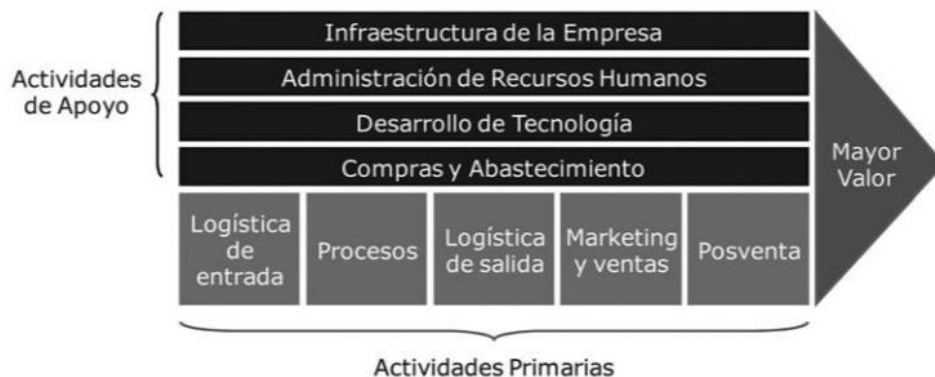 Infraestructura de la Empresa
Actividades
de Apoyo
Administración de Recursos Humanos
Desarrollo de Tecnología
Compras y Abastecimiento
Mayor
Valor
Logística
de
entrada
Procesos
Logística
de salida
Marketing
y ventas
Posventa
Actividades Primarias